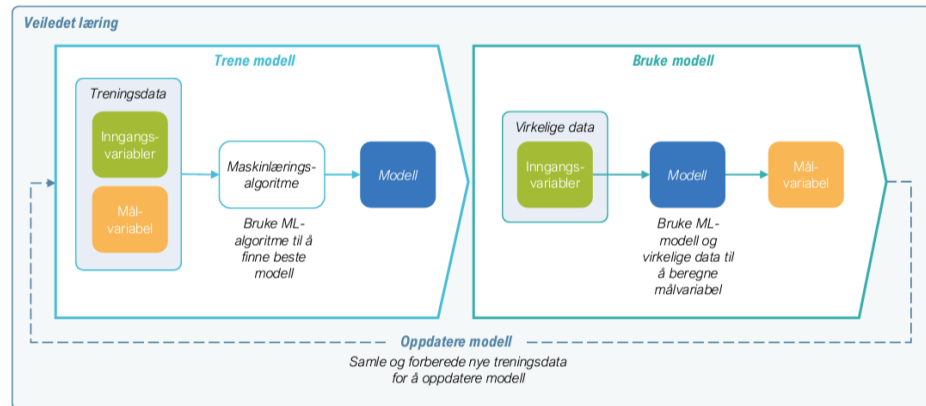 Veiledet læring
Trene modell
Treningsdata
Inngangs-
variabler
Mål-
variabel
Maskinlærings-
algoritme
Bruke ML-
algoritme til å
finne beste
modell
Modell
Bruke modell
Virkelige data
Inngangs-
variabler
Modell
Bruke ML-
modell og
virkelige data til
å beregne
målvariabel
Mål-
variabel
Oppdatere modell
Samle og forberede nye treningsdata
for å oppdatere modell